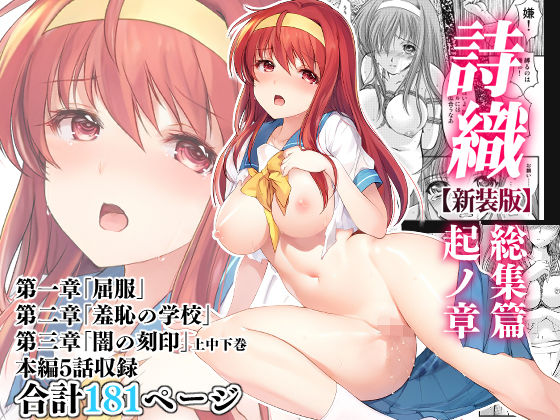 詩織
【新装版】
総集篇
起ノ章
第一章「屈服」
第二章「羞恥の学校」
第三章「闇の刻印」上中下巻
本編5話収録
合計181ページ